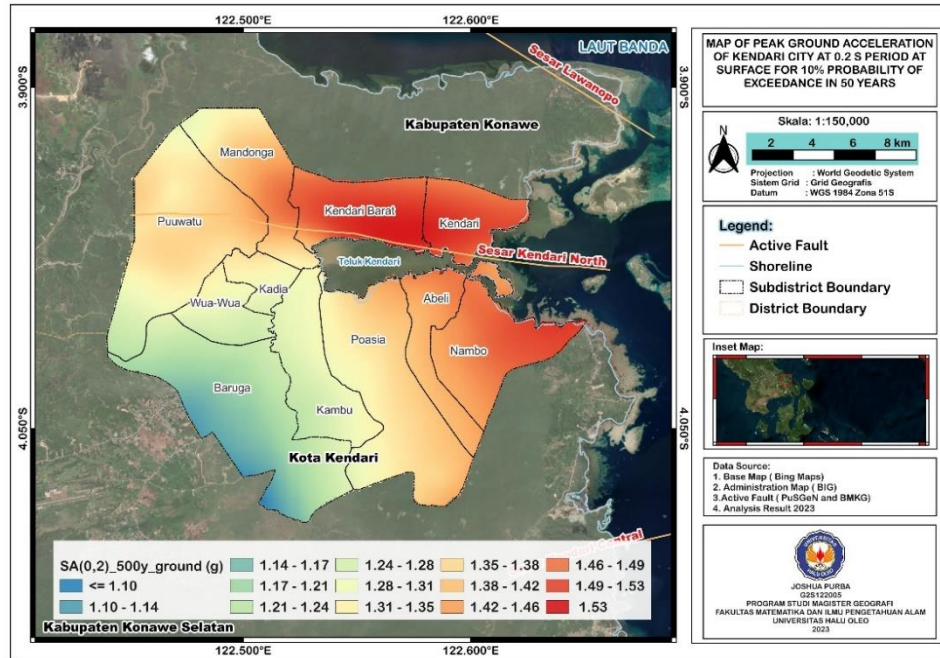 122.500°E
122.600°E
LAUT BANDA
Sesar Lawanopo
3.900°S
3.900°S
Kabupaten Konawe
Mandonga
Kendari Barat
Kendari
Puuwatu
Sesar Kendari North
Teluk Kendari
Kadia
Wua-Wua
Abeli
Poasia
Nambo
Baruga
Kambu
4.050°S
4.050°S
Kota Kendari
Central
SA(0,2)_500y_ground (g)
<= 1.10
1.10 - 1.14
1.14 - 1.17
1.17 - 1.21
1.21 - 1.24
1.24 - 1.28
1.28 - 1.31
1.31 - 1.35
1.35 - 1.38
1.38 - 1.42
1.42 - 1.46
1.46 - 1.49
1.49 - 1.53
1.53
Kabupaten Konawe Selatan
122.500°E
122.600°E
MAP OF PEAK GROUND ACCELERATION
OF KENDARI CITY AT 0.2 S PERIOD AT
SURFACE FOR 10% PROBABILITY OF
EXCEEDANCE IN 50 YEARS
Skala: 1:150,000
N
2 4 6 8 km
Projection : World Geodetic System
Sistem Grid : Grid Geografis
Datum : WGS 1984 Zona 51S
Legend:
Active Fault
Shoreline
Subdistrict Boundary
District Boundary
Inset Map:
Data Source:
1. Base Map ( Bing Maps)
2. Administration Map ( BIG)
3.Active Fault ( PuSGeN and BMKG)
4. Analysis Result 2023
UNIVERSITAS
HALU OLEO
JOSHUA PURBA
G2S122005
PROGRAM STUDI MAGISTER GEOGRAFI
FAKULTAS MATEMATIKA DAN ILMU PENGETAHUAN ALAM
UNIVERSITAS HALU OLEO
2023